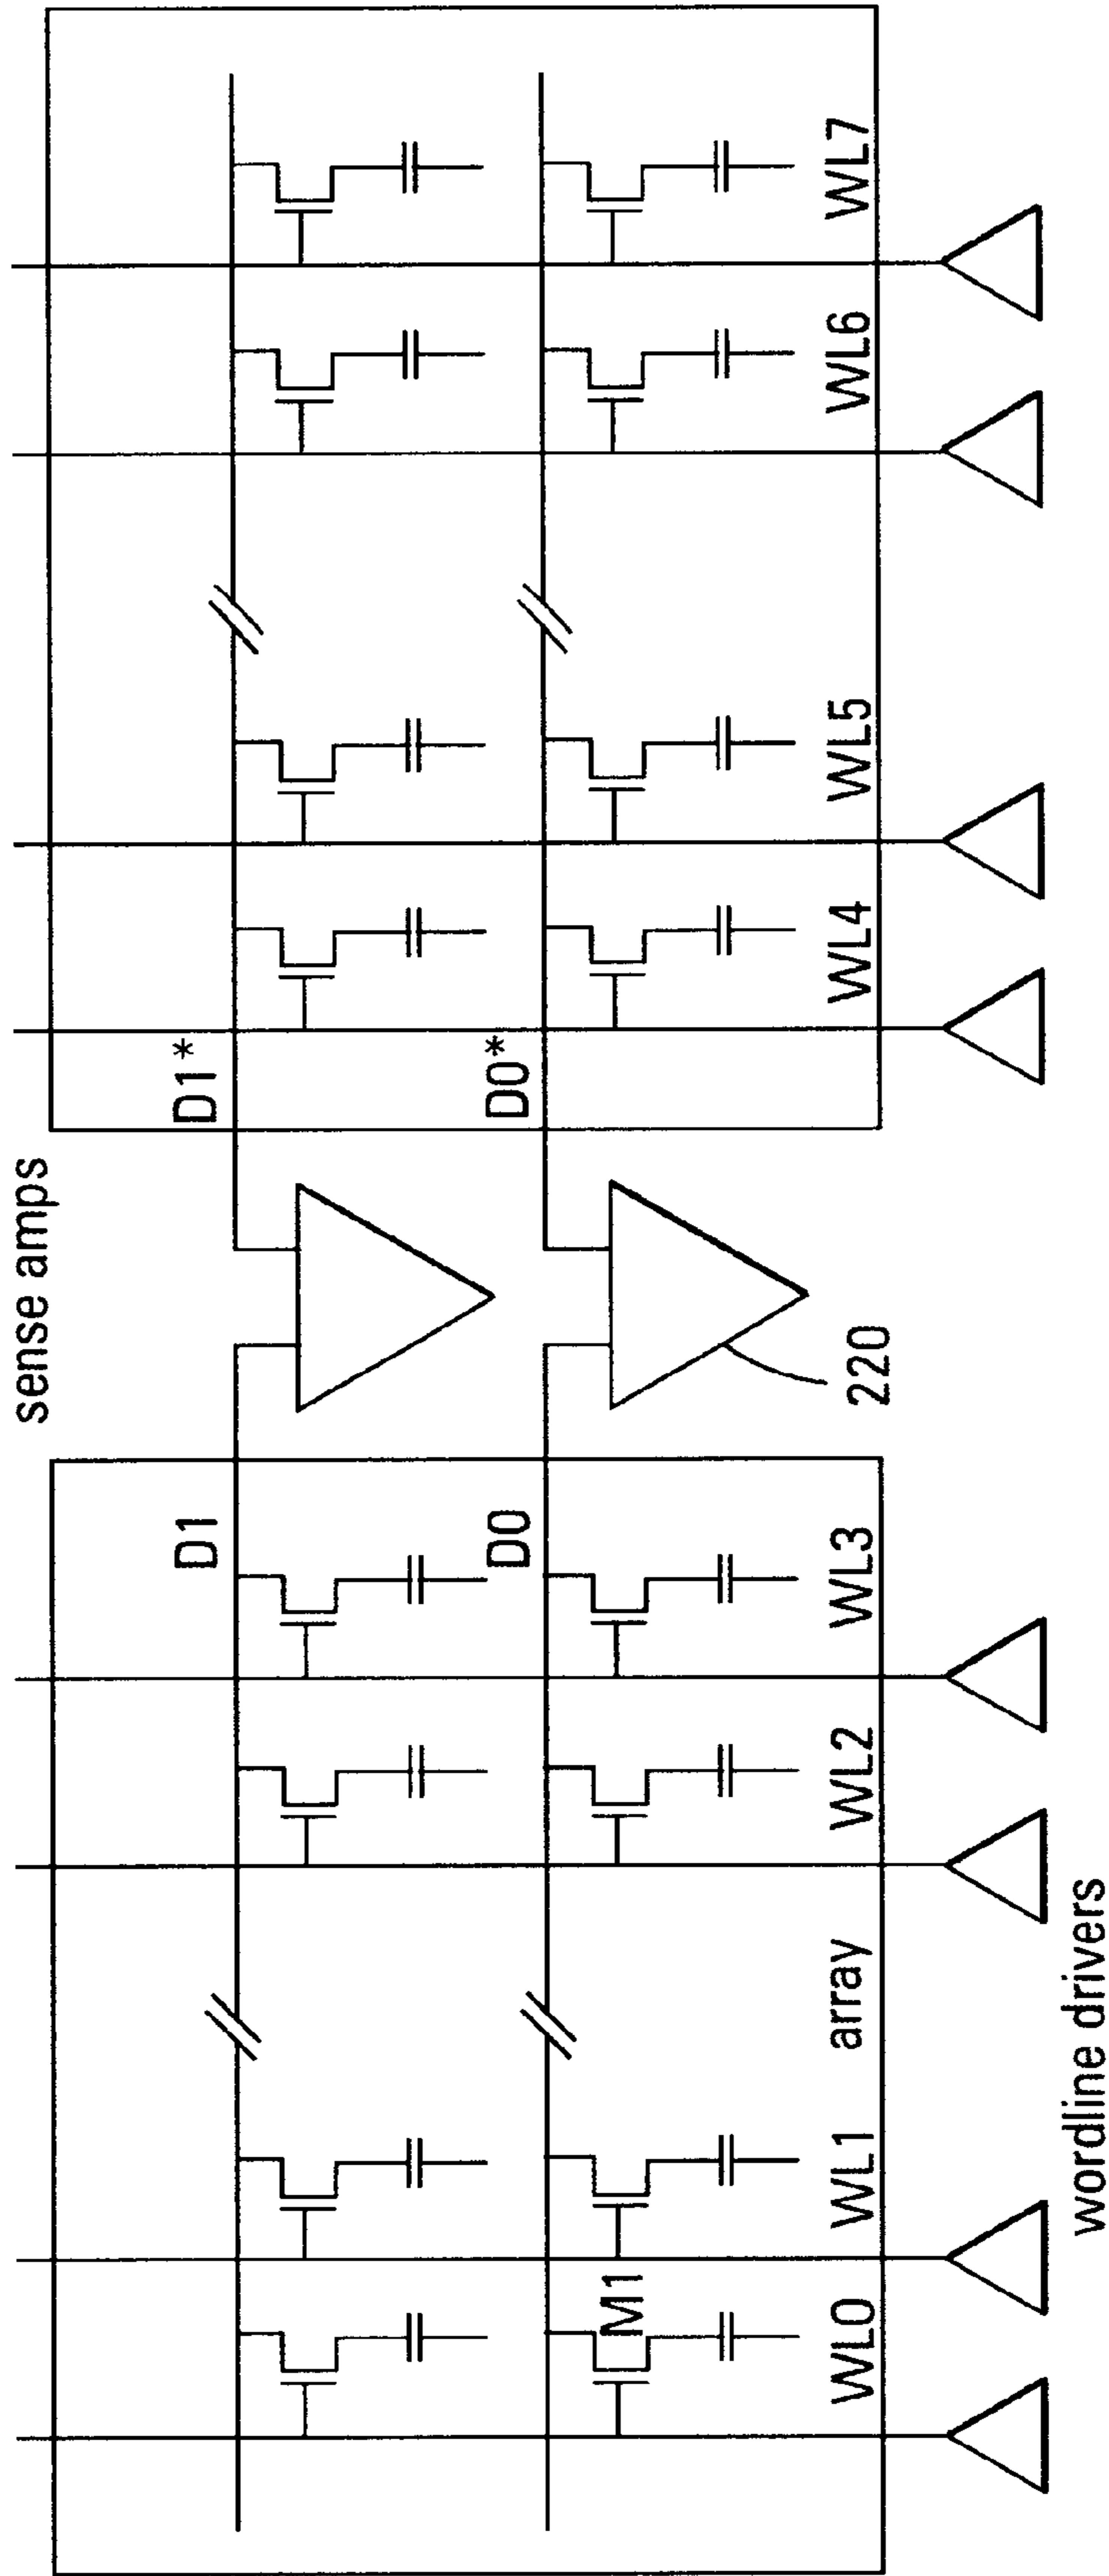 sense amps
D1
D1*
D0
D0*
M1
220
WL0
WL1
array
WL2
WL3
WL4
WL5
WL6
WL7
wordline drivers